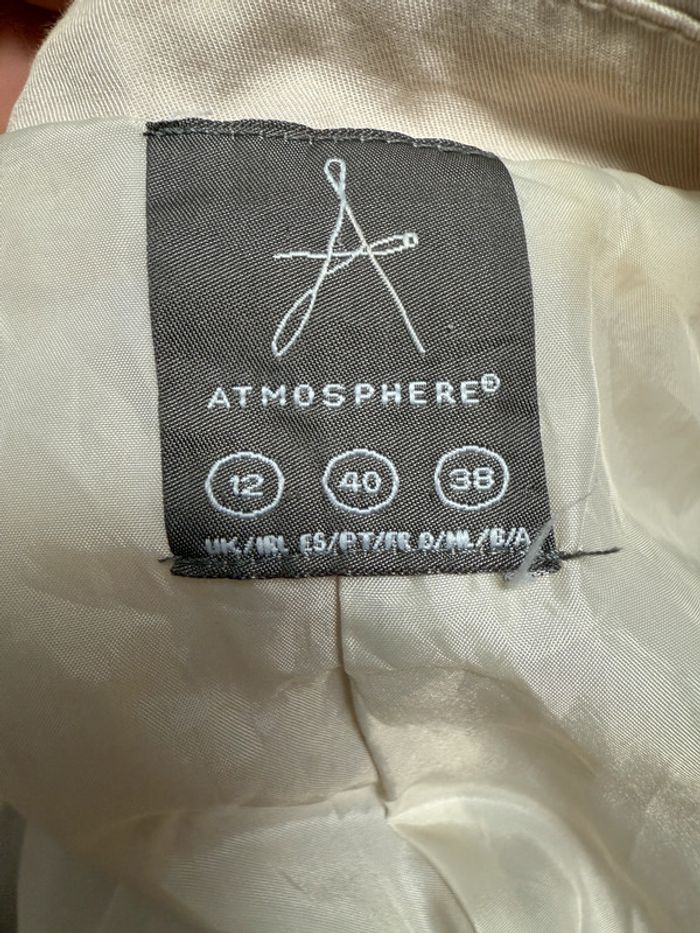 ATMOSPHERE®
12 40 38
UK/IRL ES/PT/FR D/NL/B/A